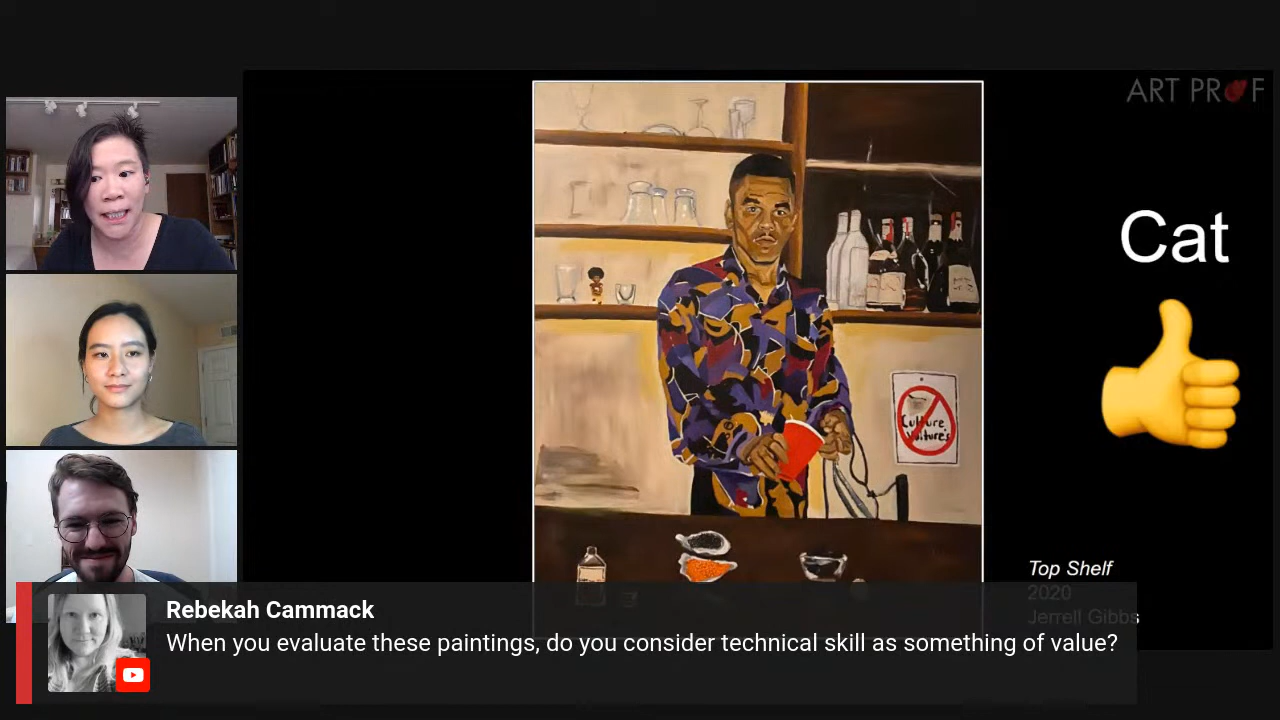 ART PROF
Cat
Culture
Vultures
Top Shelf
2020
Jerrell Gibbs
Rebekah Cammack
When you evaluate these paintings, do you consider technical skill as something of value?